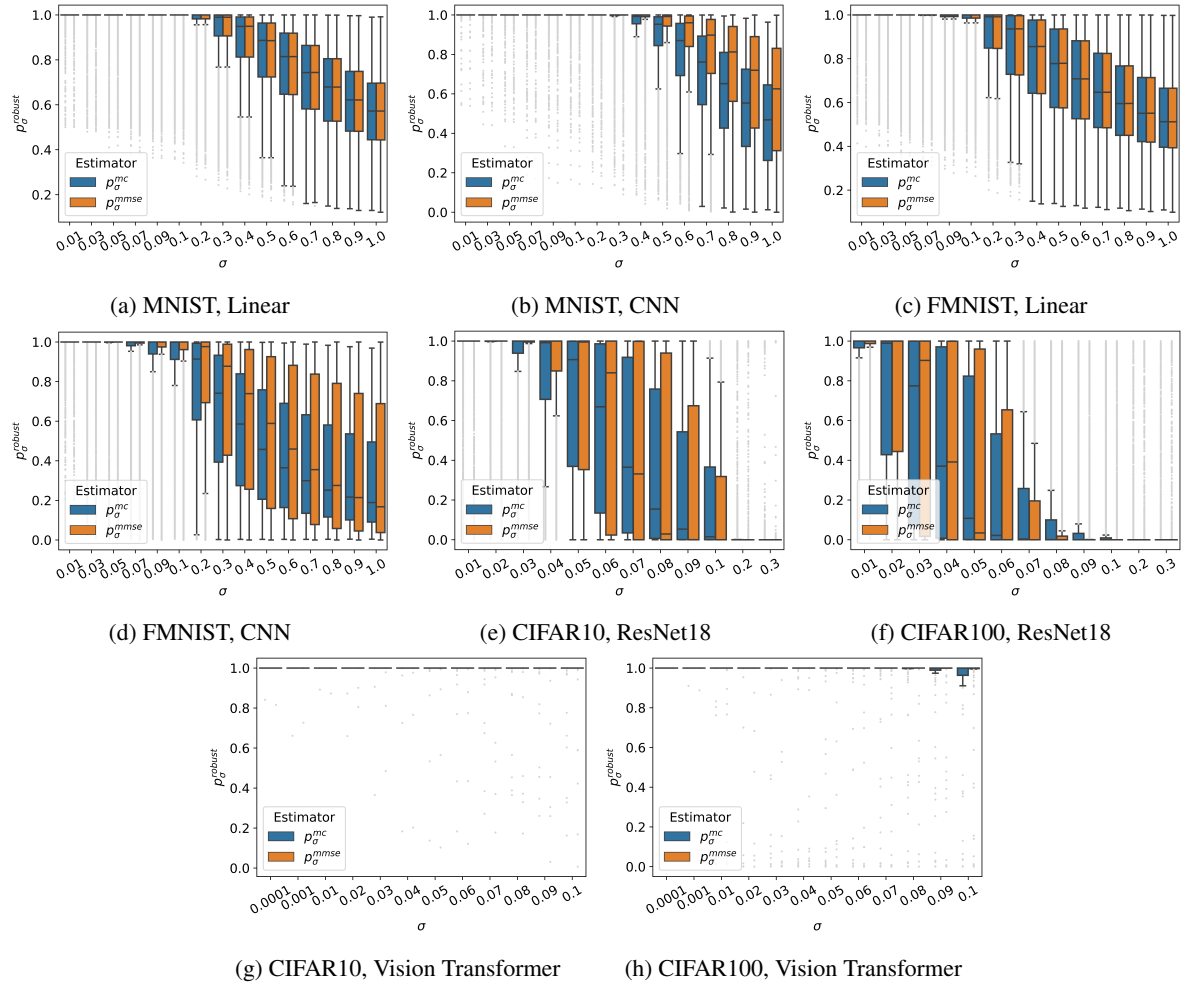 1.0
0.8
0.6
0.4
0.2
p_σ^robust
Estimator
p_σ^mc
p_σ^mmse
0.01 0.03 0.05 0.07 0.09 0.1 0.2 0.3 0.4 0.5 0.6 0.7 0.8 0.9 1.0
σ
(a) MNIST, Linear
1.0
0.8
0.6
0.4
0.2
0.0
p_σ^robust
Estimator
p_σ^mc
p_σ^mmse
0.01 0.03 0.05 0.07 0.09 0.1 0.2 0.3 0.4 0.5 0.6 0.7 0.8 0.9 1.0
σ
(b) MNIST, CNN
1.0
0.8
0.6
0.4
0.2
p_σ^robust
Estimator
p_σ^mc
p_σ^mmse
0.01 0.03 0.05 0.07 0.09 0.1 0.2 0.3 0.4 0.5 0.6 0.7 0.8 0.9 1.0
σ
(c) FMNIST, Linear
1.0
0.8
0.6
0.4
0.2
0.0
p_σ^robust
Estimator
p_σ^mc
p_σ^mmse
0.01 0.03 0.05 0.07 0.09 0.1 0.2 0.3 0.4 0.5 0.6 0.7 0.8 0.9 1.0
σ
(d) FMNIST, CNN
1.0
0.8
0.6
0.4
0.2
0.0
p_σ^robust
Estimator
p_σ^mc
p_σ^mmse
0.01 0.02 0.03 0.04 0.05 0.06 0.07 0.08 0.09 0.1 0.2 0.3
σ
(e) CIFAR10, ResNet18
1.0
0.8
0.6
0.4
0.2
0.0
p_σ^robust
Estimator
p_σ^mc
p_σ^mmse
0.01 0.02 0.03 0.04 0.05 0.06 0.07 0.08 0.09 0.1 0.2 0.3
σ
(f) CIFAR100, ResNet18
1.0
0.8
0.6
0.4
0.2
0.0
p_σ^robust
Estimator
p_σ^mc
p_σ^mmse
0.0001 0.001 0.01 0.02 0.03 0.04 0.05 0.06 0.07 0.08 0.09 0.1
σ
(g) CIFAR10, Vision Transformer
1.0
0.8
0.6
0.4
0.2
0.0
p_σ^robust
Estimator
p_σ^mc
p_σ^mmse
0.0001 0.001 0.01 0.02 0.03 0.04 0.05 0.06 0.07 0.08 0.09 0.1
σ
(h) CIFAR100, Vision Transformer